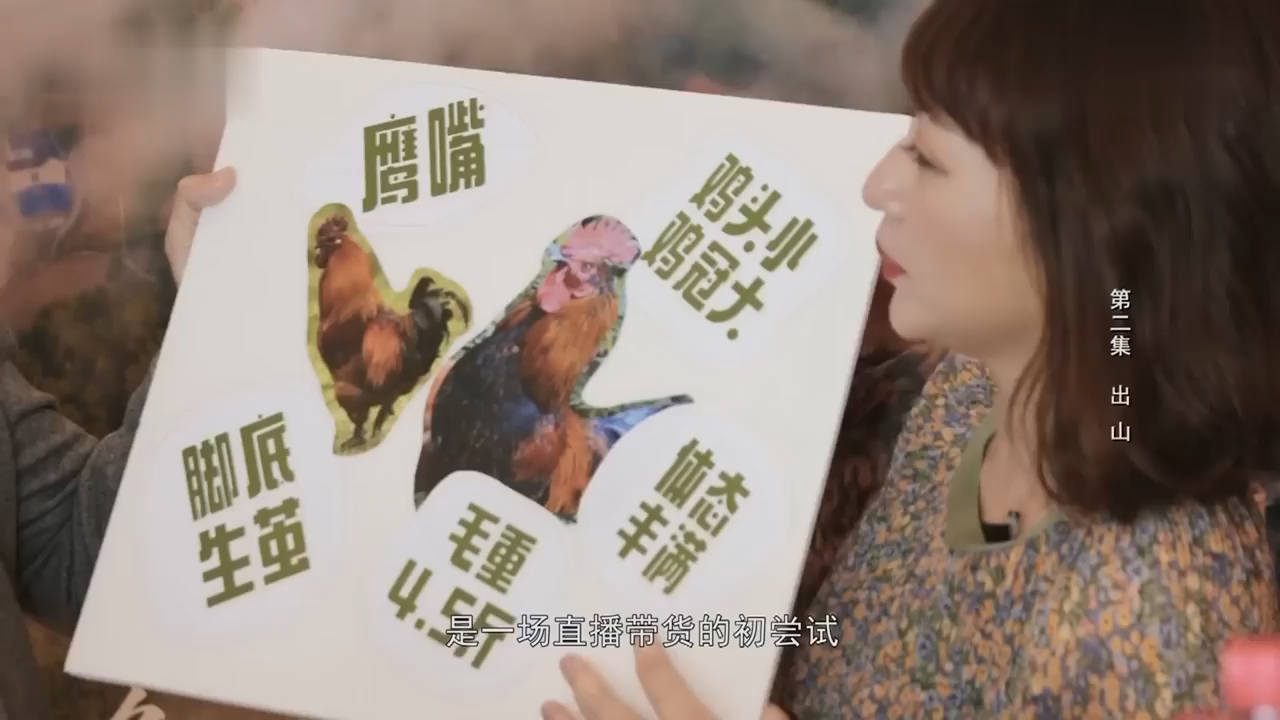 鹰嘴
鸡头小
鸡冠大
脚底
生茧
毛重
4.5斤
体态
丰满
第二集 出山
是一场直播带货的初尝试